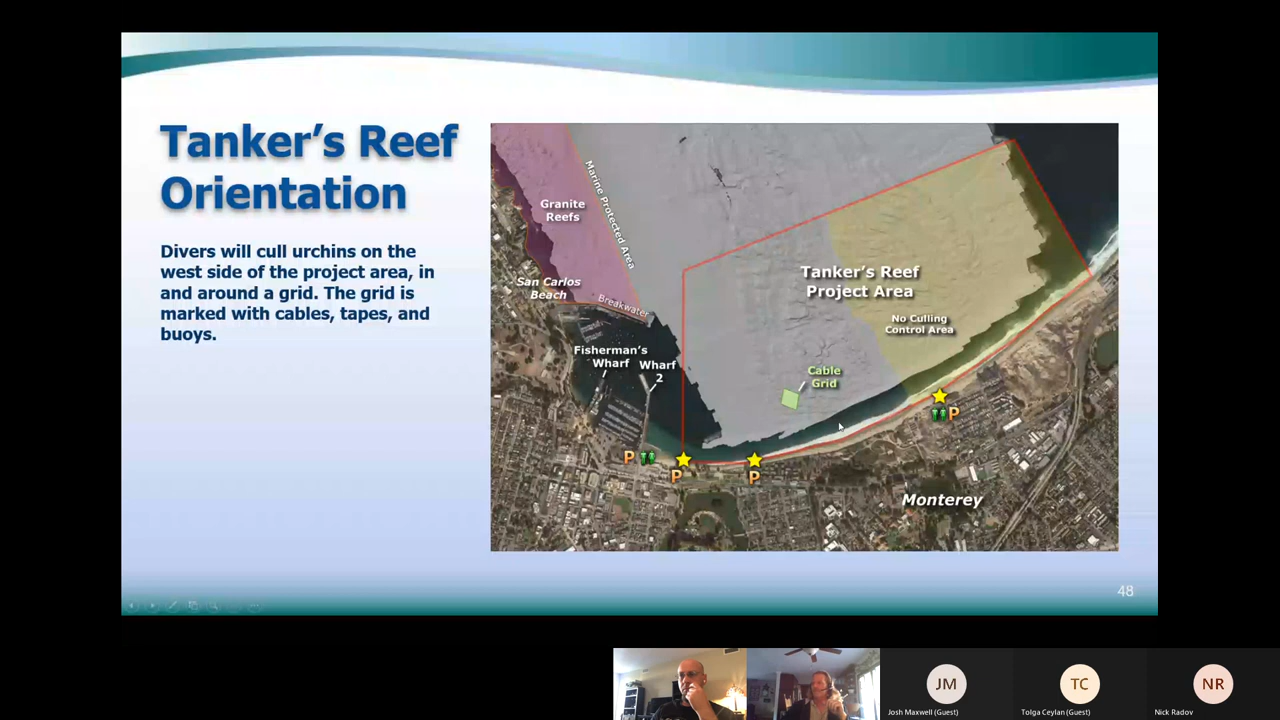 Tanker's Reef
Orientation
Divers will cull urchins on the
west side of the project area, in
and around a grid. The grid is
marked with cables, tapes, and
buoys.
Marine Protected Area
Granite
Reefs
San Carlos
Beach
Breakwater
Fisherman's
Wharf
Wharf
2
Tanker's Reef
Project Area
No Culling
Control Area
Cable
Grid
P
P
P
P
Monterey
48
JM
TC
NR
Josh Maxwell (Guest)
Tolga Ceylan (Guest)
Nick Radov